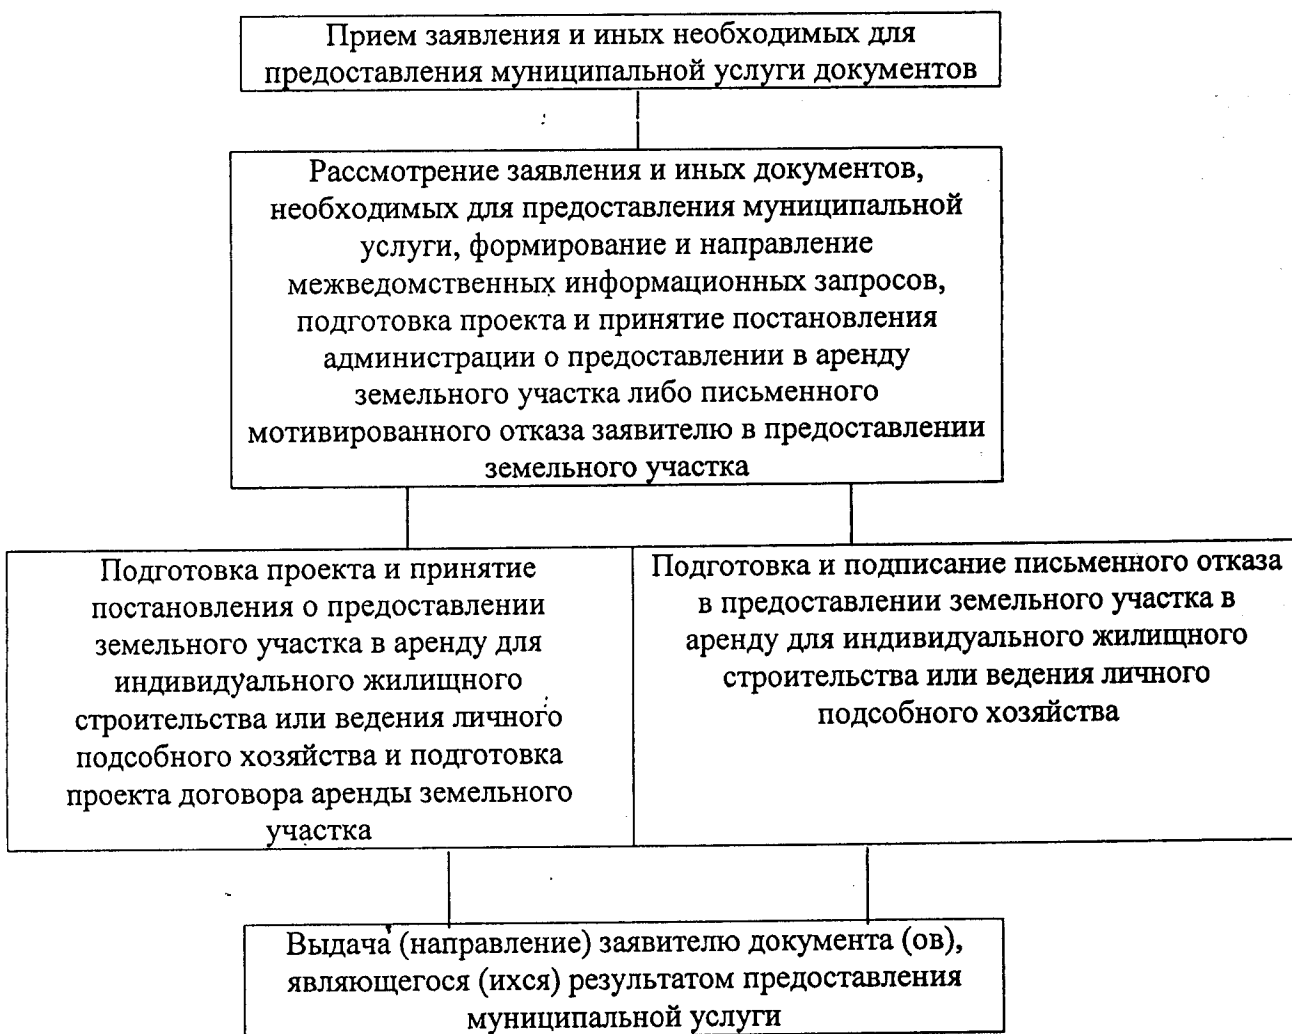 Прием заявления и иных необходимых для
предоставления муниципальной услуги документов
Рассмотрение заявления и иных документов,
необходимых для предоставления муниципальной
услуги, формирование и направление
межведомственных информационных запросов,
подготовка проекта и принятие постановления
администрации о предоставлении в аренду
земельного участка либо письменного
мотивированного отказа заявителю в предоставлении
земельного участка
Подготовка проекта и принятие
постановления о предоставлении
земельного участка в аренду для
индивидуального жилищного
строительства или ведения личного
подсобного хозяйства и подготовка
проекта договора аренды земельного
участка
Подготовка и подписание письменного отказа
в предоставлении земельного участка в
аренду для индивидуального жилищного
строительства или ведения личного
подсобного хозяйства
Выдача (направление) заявителю документа (ов),
являющегося (ихся) результатом предоставления
муниципальной услуги